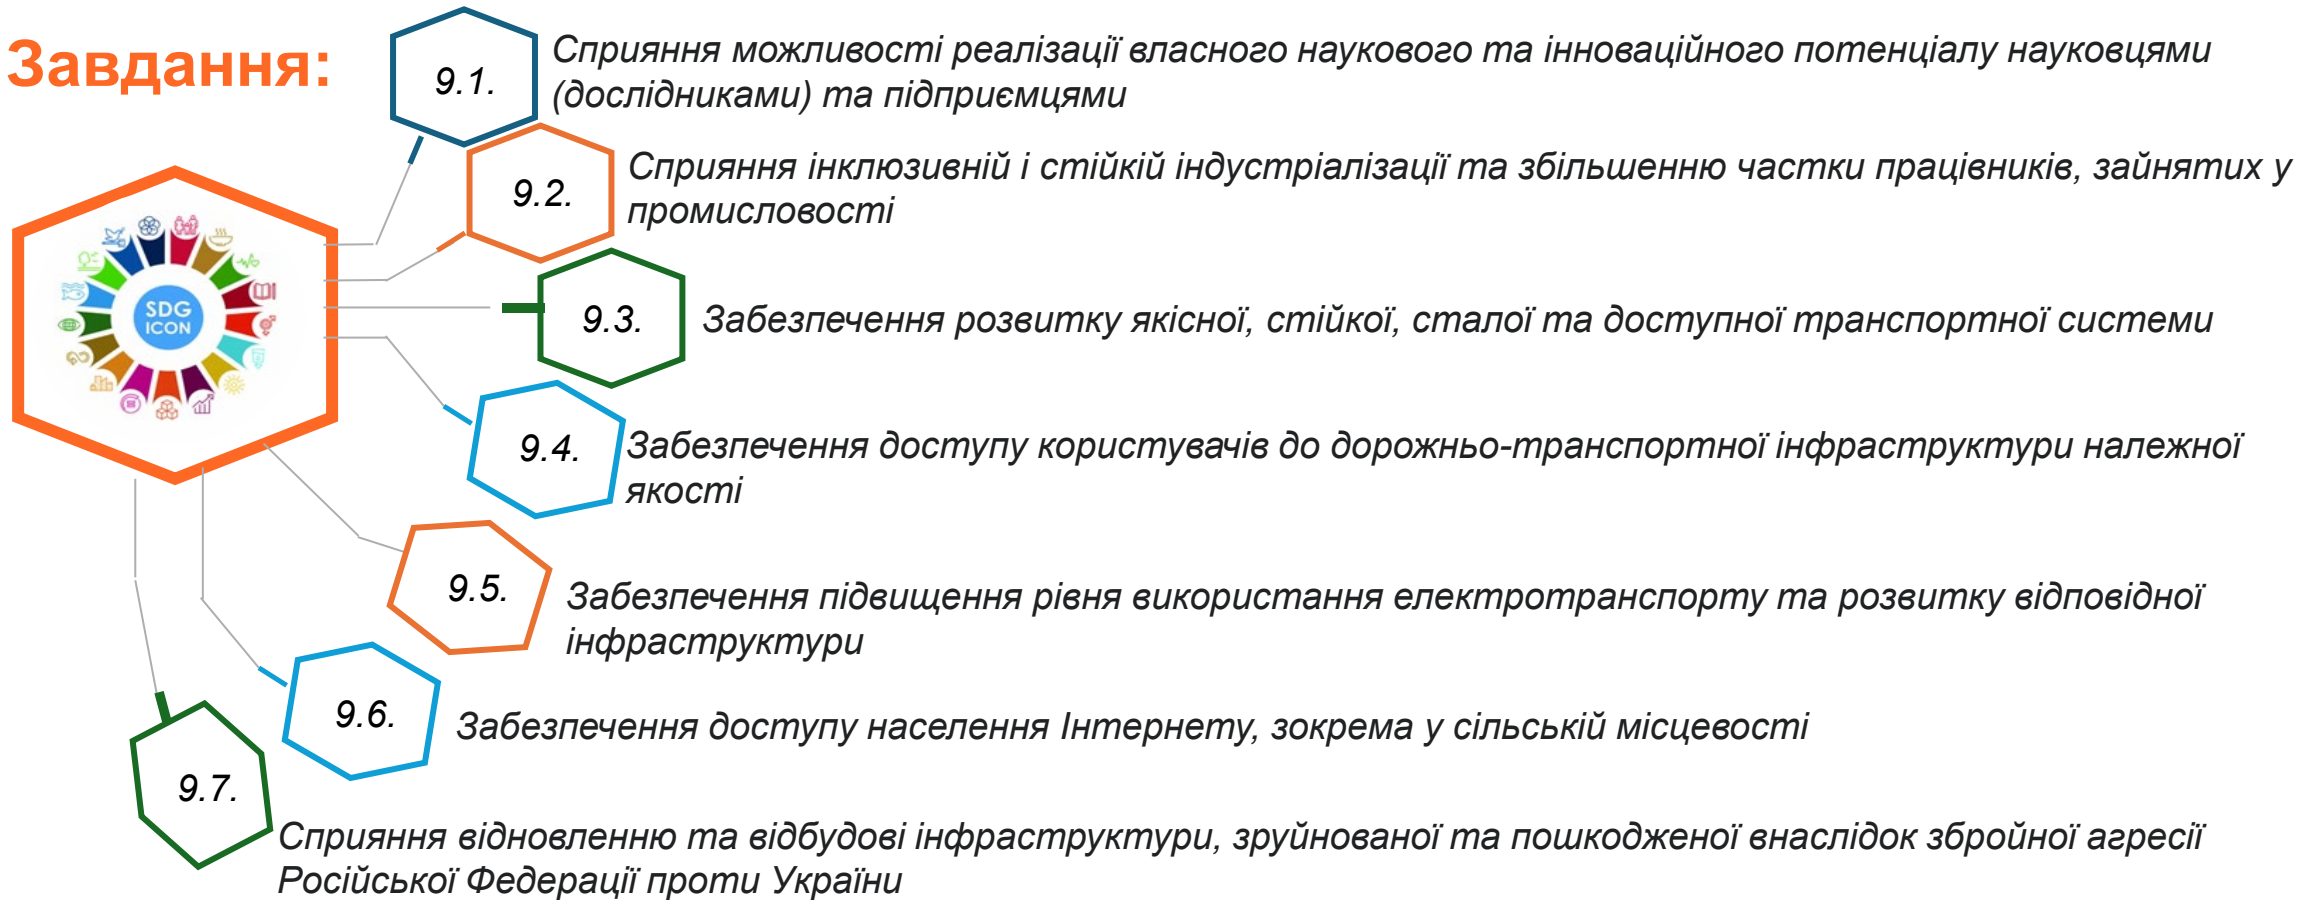 Завдання:
9.1.
Сприяння можливості реалізації власного наукового та інноваційного потенціалу науковцями
(дослідниками) та підприємцями
9.2.
Сприяння інклюзивній і стійкій індустріалізації та збільшенню частки працівників, зайнятих у
промисловості
SDG
ICON
9.3.
Забезпечення розвитку якісної, стійкої, сталої та доступної транспортної системи
9.4.
Забезпечення доступу користувачів до дорожньо-транспортної інфраструктури належної
якості
9.5.
Забезпечення підвищення рівня використання електротранспорту та розвитку відповідної
інфраструктури
9.6.
Забезпечення доступу населення Інтернету, зокрема у сільській місцевості
9.7.
Сприяння відновленню та відбудові інфраструктури, зруйнованої та пошкодженої внаслідок збройної агресії
Російської Федерації проти України